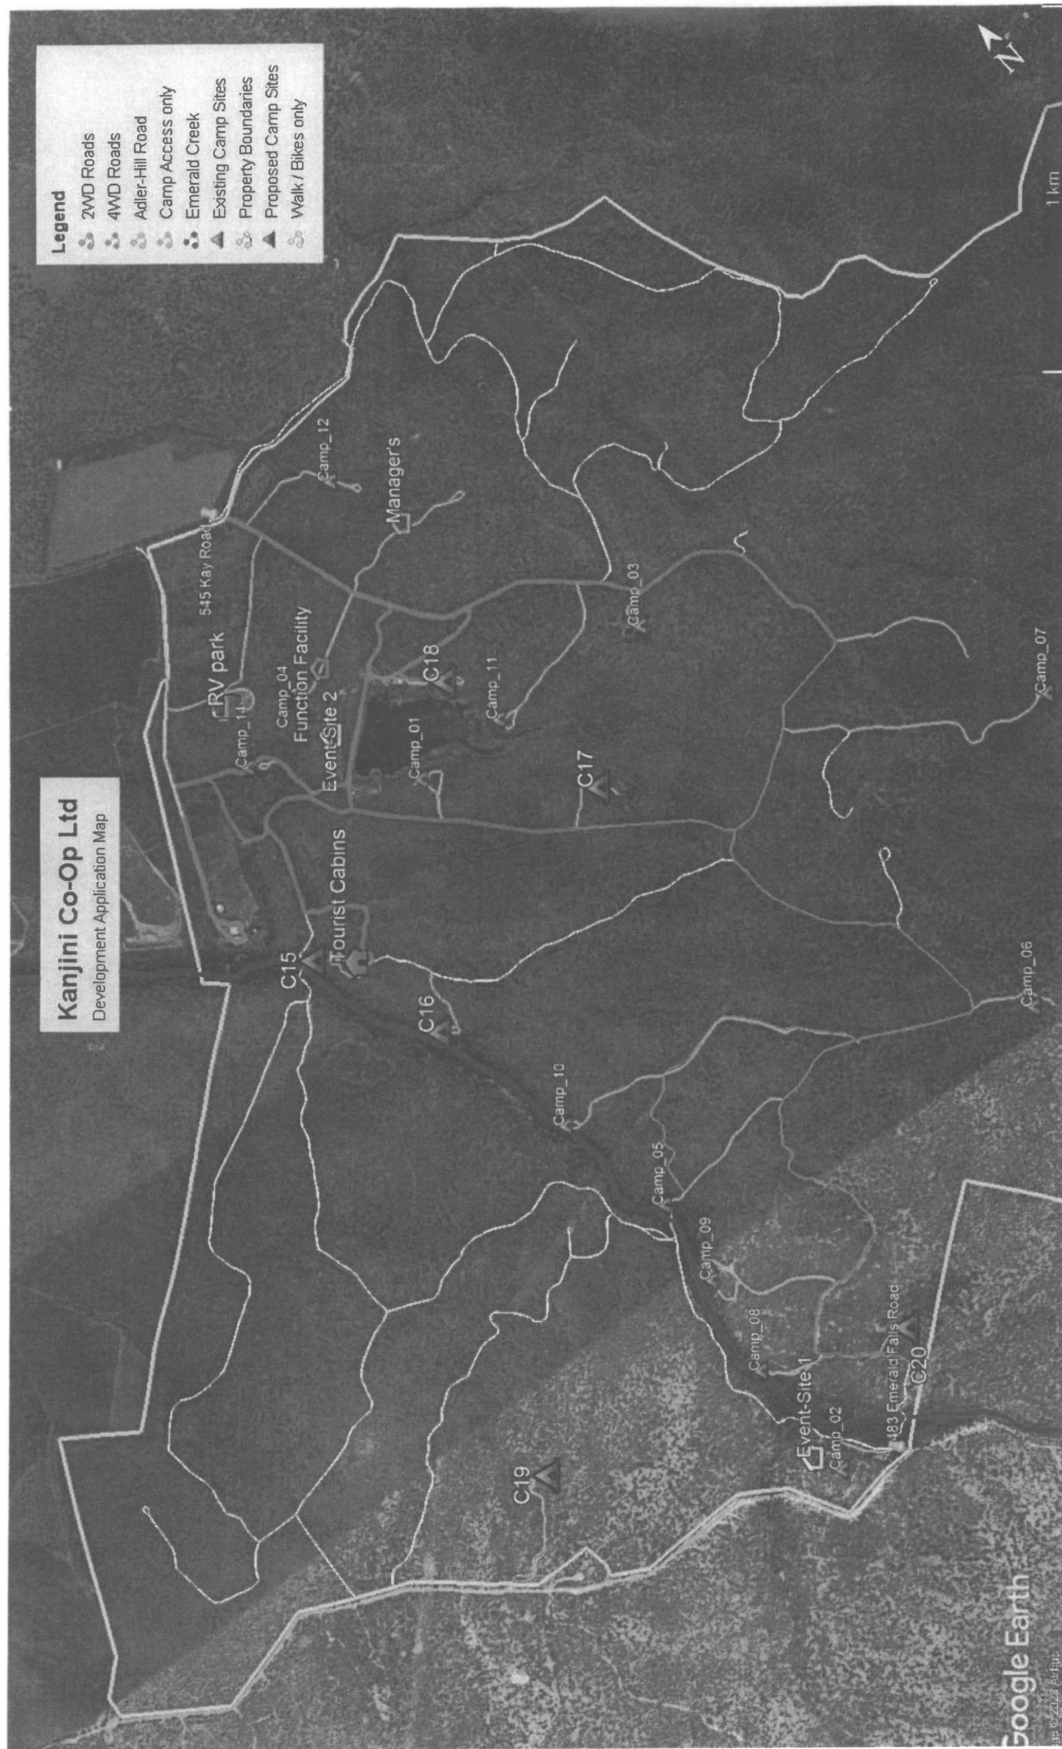 Kanjini Co-Op Ltd
Development Application Map
Legend
2WD Roads
4WD Roads
Adler-Hill Road
Camp Access only
Emerald Creek
Existing Camp Sites
Property Boundaries
Proposed Camp Sites
Walk / Bikes only
N
1 km
545 Kay Road
Camp_12
Manager's
RV park
Camp_14
Camp_04
Function Facility
Event-Site 2
Camp_01
C18
Camp_11
Camp_03
C17
Camp_07
C15
Tourist Cabins
C16
Camp_10
Camp_05
Camp_06
Camp_09
Camp_08
C19
Event-Site-1
Camp_02
483 Emerald Falls Road
C20
Google Earth